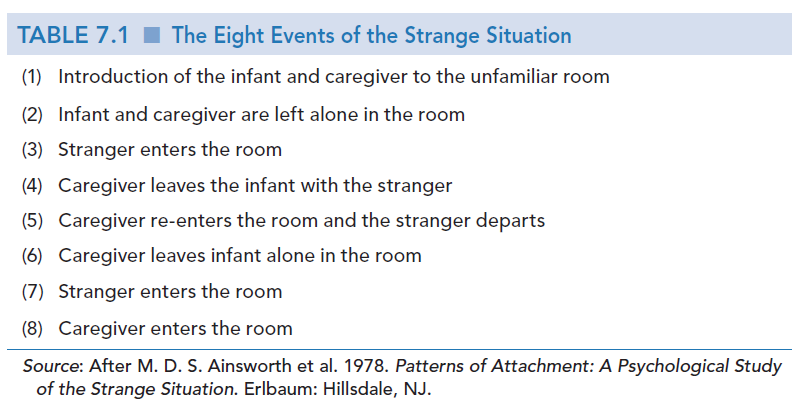 TABLE 7.1 ■ The Eight Events of the Strange Situation
(1) Introduction of the infant and caregiver to the unfamiliar room
(2) Infant and caregiver are left alone in the room
(3) Stranger enters the room
(4) Caregiver leaves the infant with the stranger
(5) Caregiver re-enters the room and the stranger departs
(6) Caregiver leaves infant alone in the room
(7) Stranger enters the room
(8) Caregiver enters the room
Source: After M. D. S. Ainsworth et al. 1978. Patterns of Attachment: A Psychological Study
of the Strange Situation. Erlbaum: Hillsdale, NJ.